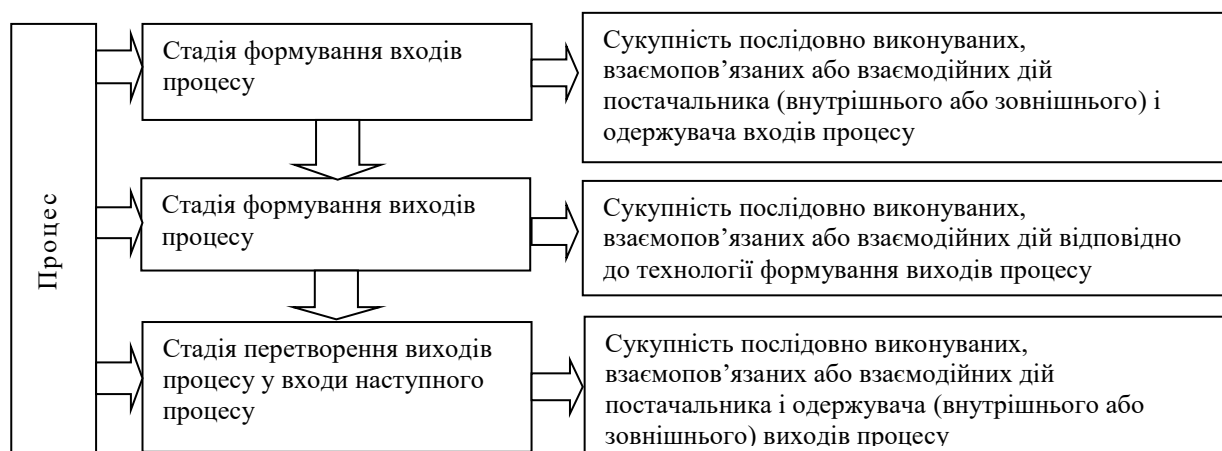 Процес
Стадія формування входів
процесу
Сукупність послідовно виконуваних,
взаємопов’язаних або взаємодійних дій
постачальника (внутрішнього або зовнішнього) і
одержувача входів процесу
Стадія формування виходів
процесу
Сукупність послідовно виконуваних,
взаємопов’язаних або взаємодійних дій відповідно
до технології формування виходів процесу
Стадія перетворення виходів
процесу у входи наступного
процесу
Сукупність послідовно виконуваних,
взаємопов’язаних або взаємодійних дій
постачальника і одержувача (внутрішнього або
зовнішнього) виходів процесу